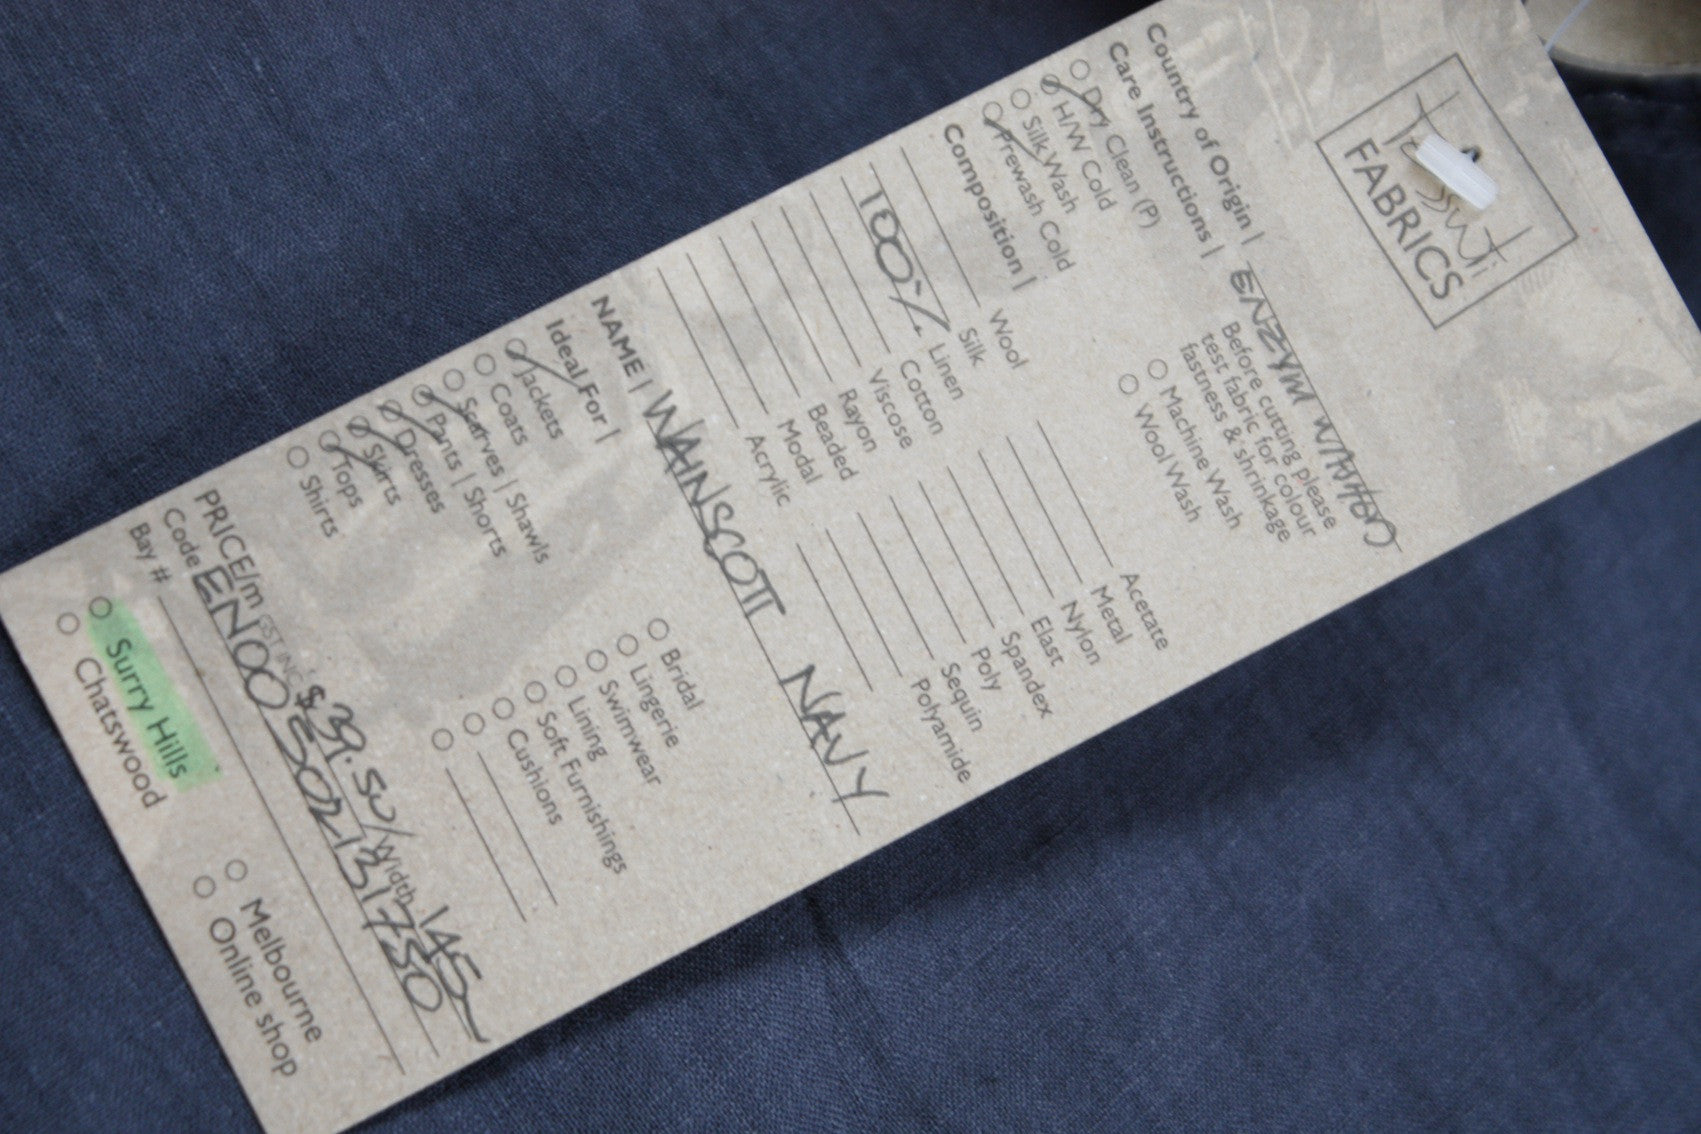 Tessuti
FABRICS
Country of Origin | ENZYM WASHED
Care Instructions | Before cutting please
test fabric for colour
fastness & shrinkage
Dry Clean (P)
H/W Cold Machine Wash
Silk Wash Wool Wash
Prewash Cold
Composition |
Wool Acetate
Silk Metal
100% Linen Nylon
Cotton Elast
Viscose Spandex
Rayon Poly
Beaded Sequin
Modal Polyamide
Acrylic
NAME | WAINSCOTT NAVY
Ideal For |
Jackets Bridal
Coats Lingerie
Scarves | Shawls Swimwear
Pants | Shorts Lining
Dresses Soft Furnishings
Skirts Cushions
Tops
Shirts
PRICE/m GST INC $39.50 / Width 145
Code EN00302131750
Bay #
Surry Hills Melbourne
Chatswood Online shop